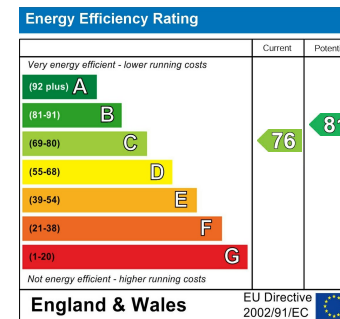 Energy Efficiency Rating
Current
Very energy efficient - lower running costs
(92 plus) A
(81-91) B
81
(69-80) C
76
(55-68) D
(39-54) E
(21-38) F
(1-20) G
Not energy efficient - higher running costs
England & Wales
EU Directive
2002/91/EC